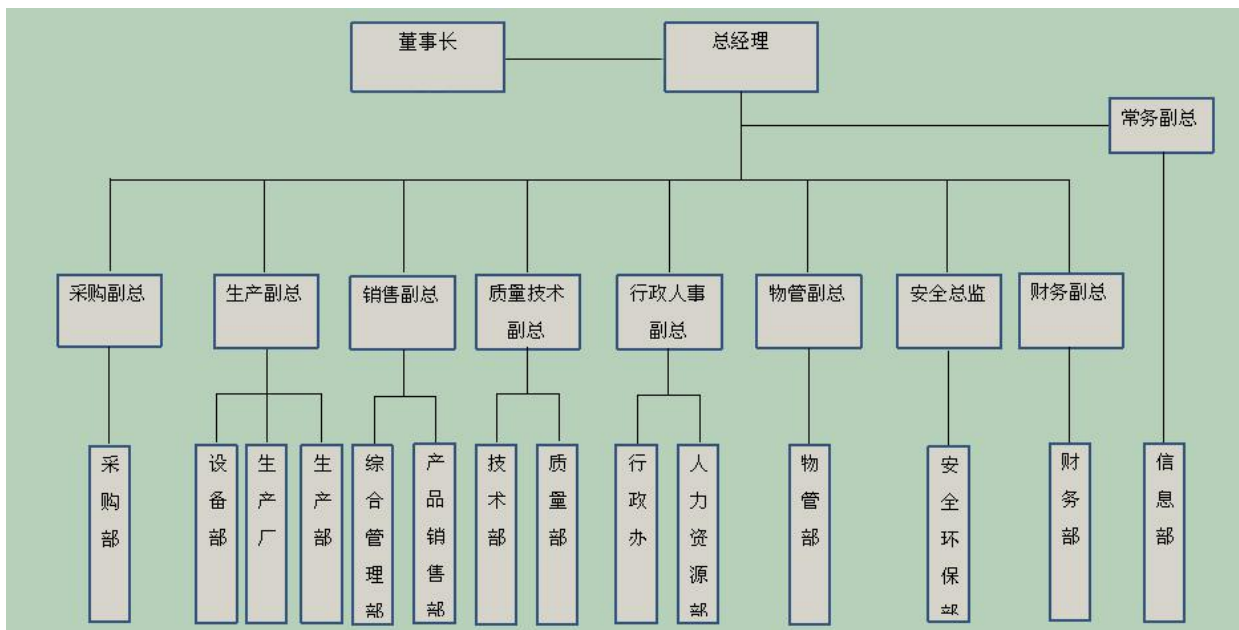 董事长
总经理
常务副总
采购副总
生产副总
销售副总
质量技术
副总
行政人事
副总
物管副总
安全总监
财务副总
采购部
设备部
生产厂
生产部
综合管理部
产品销售部
技术部
质量部
行政办
人力资源部
物管部
安全环保部
财务部
信息部